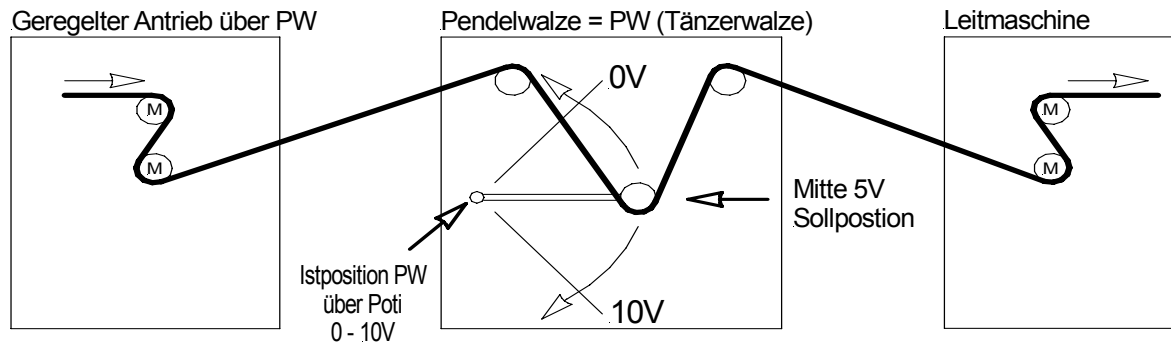 Geregelter Antrieb über PW
Pendelwalze = PW (Tänzerwalze)
Leitmaschine
0V
M
M
M
M
Mitte 5V
Sollpostion
Istposition PW
über Poti
0 - 10V
10V